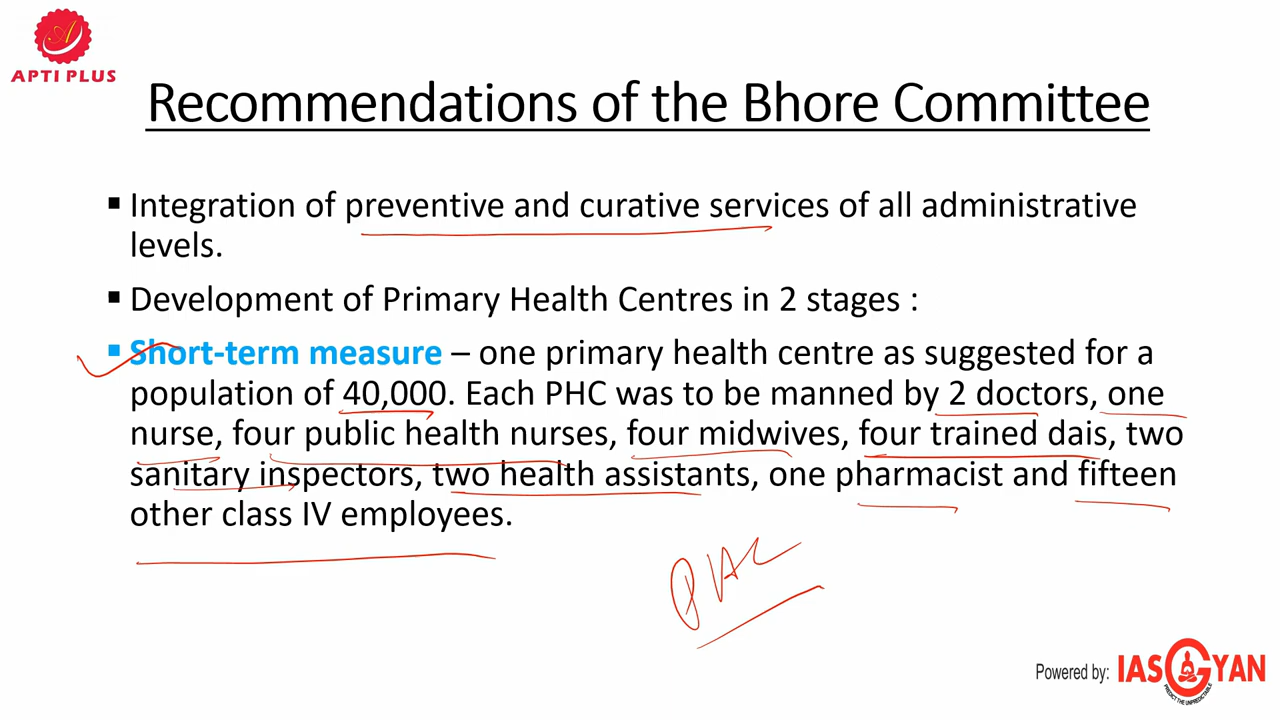 APTI PLUS
Recommendations of the Bhore Committee
▪ Integration of preventive and curative services of all administrative
levels.
▪ Development of Primary Health Centres in 2 stages :
▪ Short-term measure – one primary health centre as suggested for a
population of 40,000. Each PHC was to be manned by 2 doctors, one
nurse, four public health nurses, four midwives, four trained dais, two
sanitary inspectors, two health assistants, one pharmacist and fifteen
other class IV employees.
PHC
Powered by: IAS GYAN
PREDICT THE UNPREDICTABLE